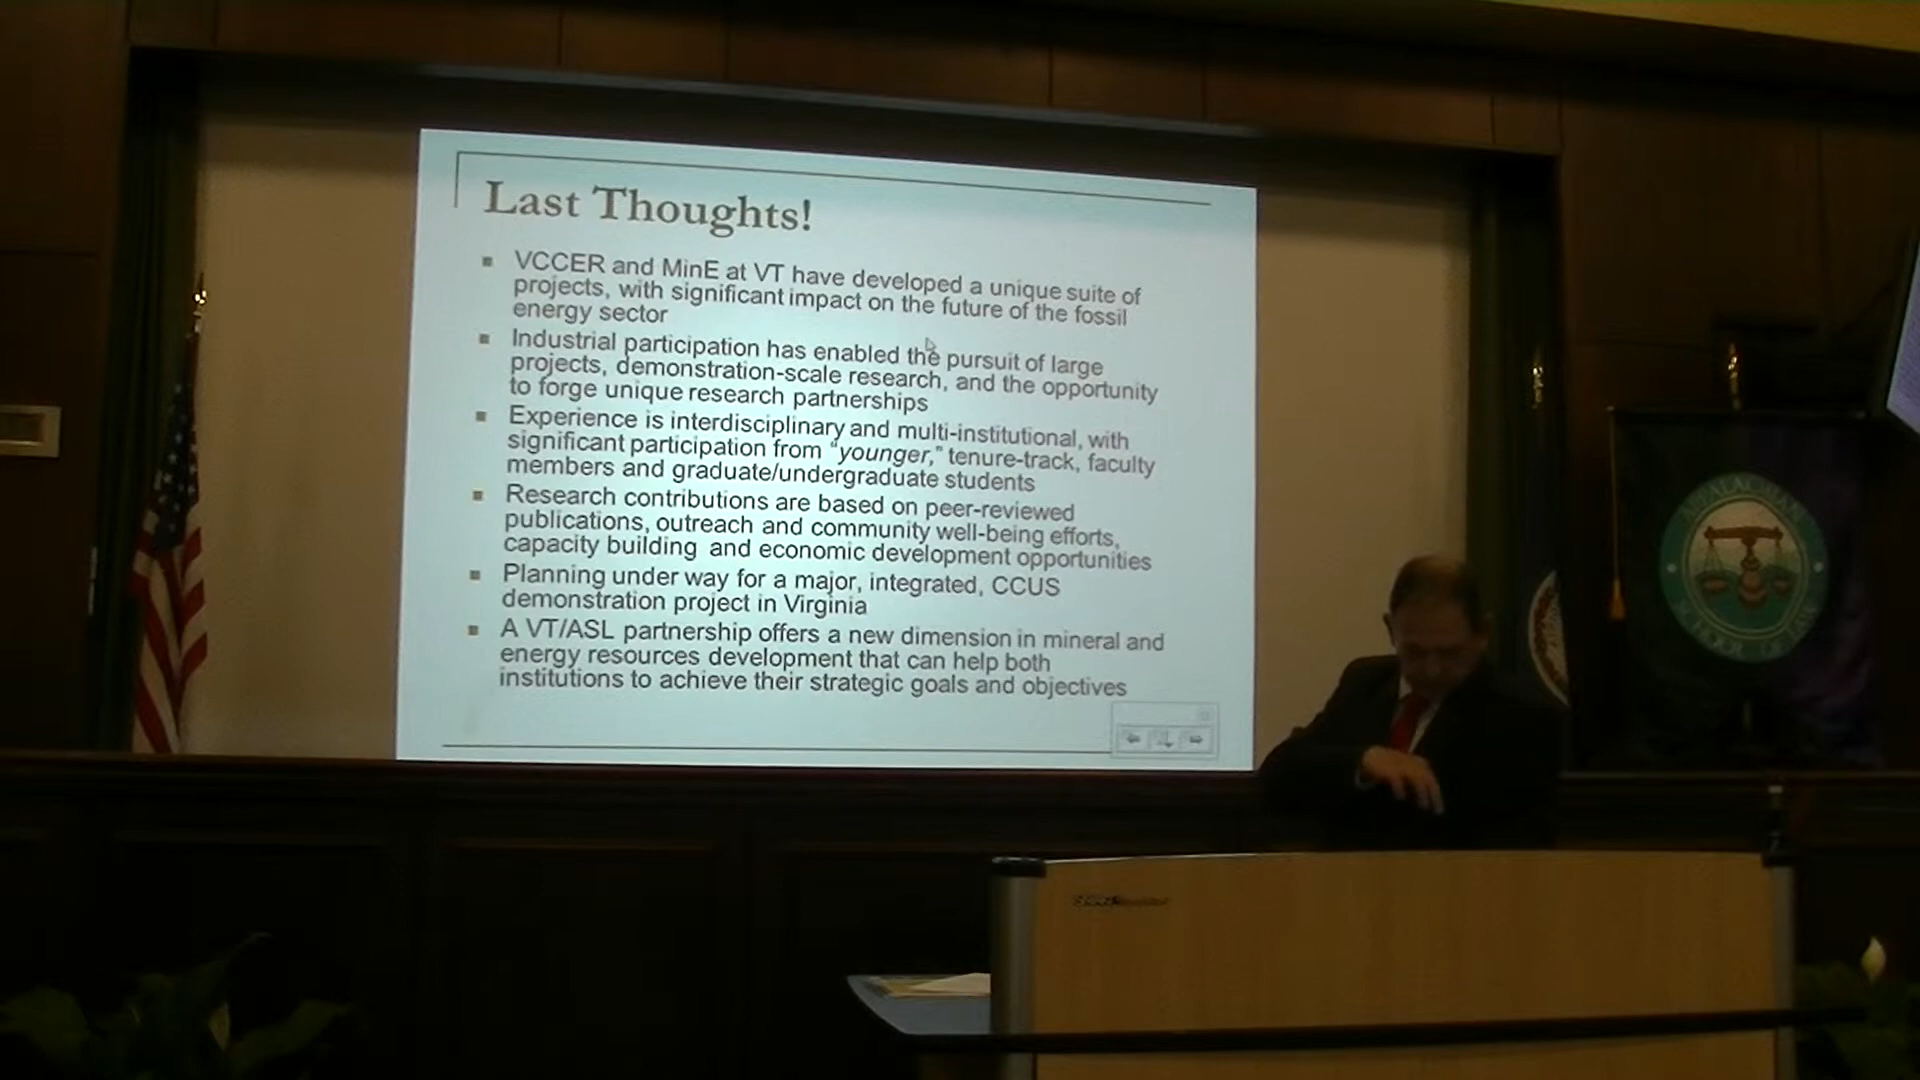 Last Thoughts!
VCCER and MinE at VT have developed a unique suite of
projects, with significant impact on the future of the fossil
energy sector
Industrial participation has enabled the pursuit of large
projects, demonstration-scale research, and the opportunity
to forge unique research partnerships
Experience is interdisciplinary and multi-institutional, with
significant participation from “younger,” tenure-track, faculty
members and graduate/undergraduate students
Research contributions are based on peer-reviewed
publications, outreach and community well-being efforts,
capacity building and economic development opportunities
Planning under way for a major, integrated, CCUS
demonstration project in Virginia
A VT/ASL partnership offers a new dimension in mineral and
energy resources development that can help both
institutions to achieve their strategic goals and objectives
APPALACHIAN
SCHOOL OF LAW